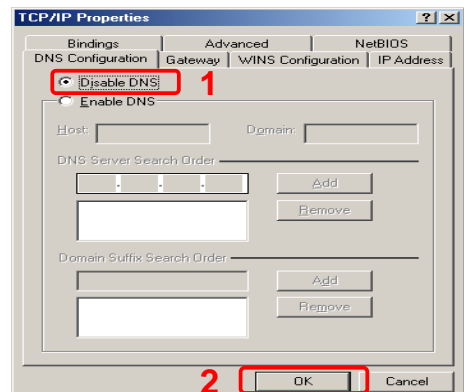 TCP/IP Properties
Bindings Advanced NetBIOS
DNS Configuration Gateway WINS Configuration IP Address
Disable DNS 1
Enable DNS
Host: Domain:
DNS Server Search Order
. . . Add
Remove
Domain Suffix Search Order
Add
Remove
2 OK Cancel